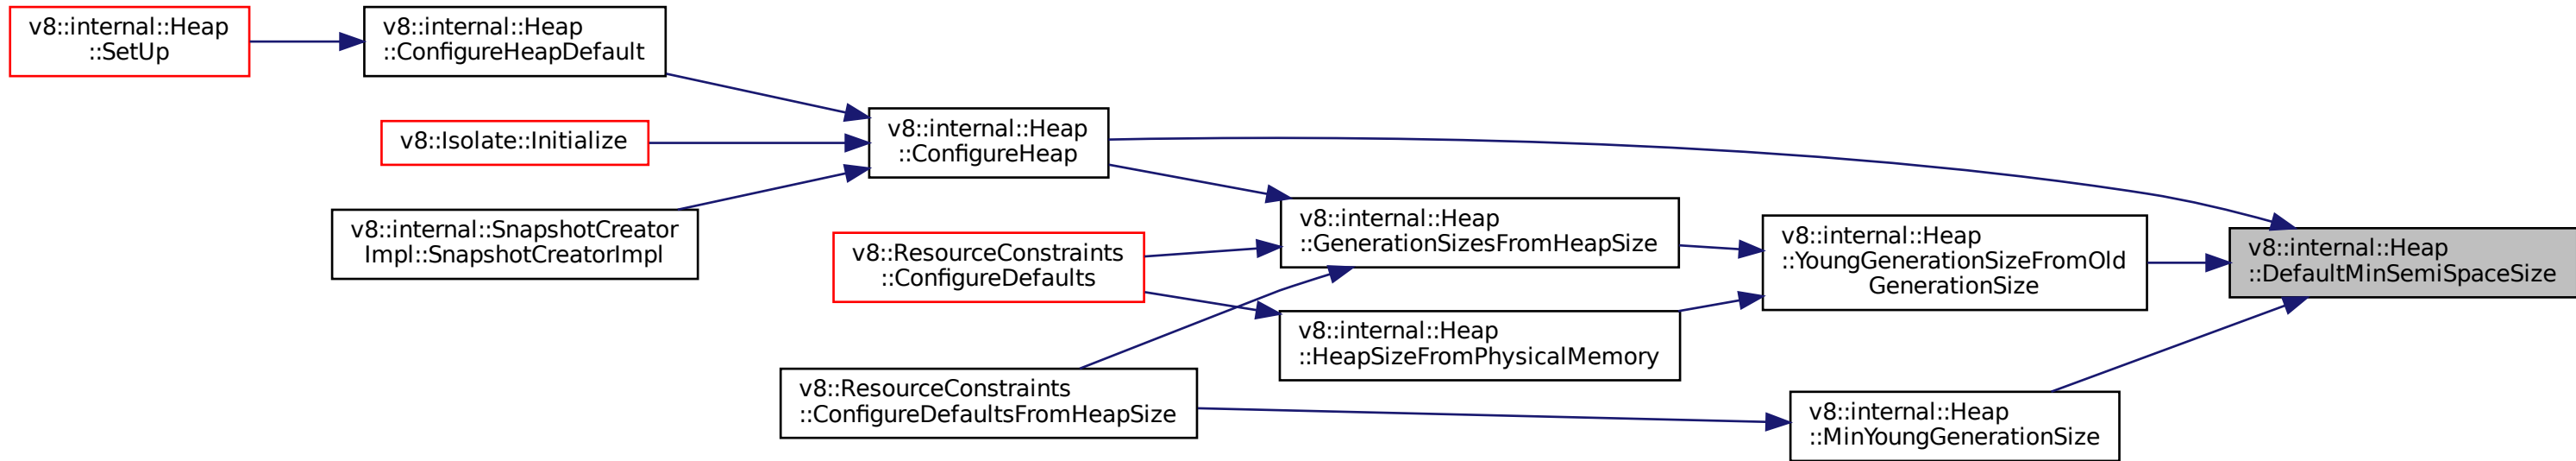 v8::internal::Heap
::SetUp
v8::internal::Heap
::ConfigureHeapDefault
v8::Isolate::Initialize
v8::internal::SnapshotCreator
Impl::SnapshotCreatorImpl
v8::internal::Heap
::ConfigureHeap
v8::ResourceConstraints
::ConfigureDefaults
v8::ResourceConstraints
::ConfigureDefaultsFromHeapSize
v8::internal::Heap
::GenerationSizesFromHeapSize
v8::internal::Heap
::HeapSizeFromPhysicalMemory
v8::internal::Heap
::YoungGenerationSizeFromOld
GenerationSize
v8::internal::Heap
::MinYoungGenerationSize
v8::internal::Heap
::DefaultMinSemiSpaceSize